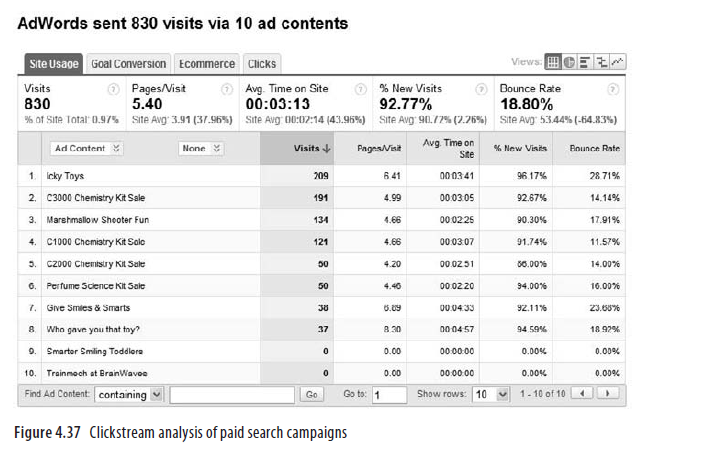 AdWords sent 830 visits via 10 ad contents
Site Usage Goal Conversion Ecommerce Clicks Views:
Visits Pages/Visit Avg. Time on Site % New Visits Bounce Rate
830 5.40 00:03:13 92.77% 18.80%
% of Site Total: 0.97% Site Avg: 3.91 (37.96%) Site Avg: 00:02:14 (43.96%) Site Avg: 90.72% (2.26%) Site Avg: 53.44% (-64.83%)
Ad Content None Visits Pages/Visit Avg. Time on Site % New Visits Bounce Rate
1. Icky Toys 209 6.41 00:03:41 96.17% 28.71%
2. C3000 Chemistry Kit Sale 191 4.99 00:03:05 92.67% 14.14%
3. Marshmallow Shooter Fun 134 4.66 00:02:25 90.30% 17.91%
4. C1000 Chemistry Kit Sale 121 4.66 00:03:07 91.74% 11.57%
5. C2000 Chemistry Kit Sale 50 4.20 00:02:51 14.00%
6. Perfume Science Kit Sale 50 4.46 00:02:20 94.00% 16.00%
7. Give Smiles & Smarts 38 00:04:33 92.11% 23.68%
8. Who gave you that toy? 37 8.30 00:04:57 94.59% 18.92%
9. Smarter Smiling Toddlers 0 0.00 00:00:00 0.00% 0.00%
10. Trainmech at BrainWaves 0 0.00 00:00:00 0.00% 0.00%
Find Ad Content: containing Go Go to: 1 Show rows: 10 1 - 10 of 10
Figure 4.37 Clickstream analysis of paid search campaigns